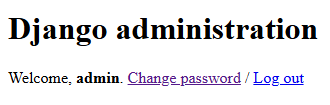 Django administration
Welcome, admin. Change password / Log out